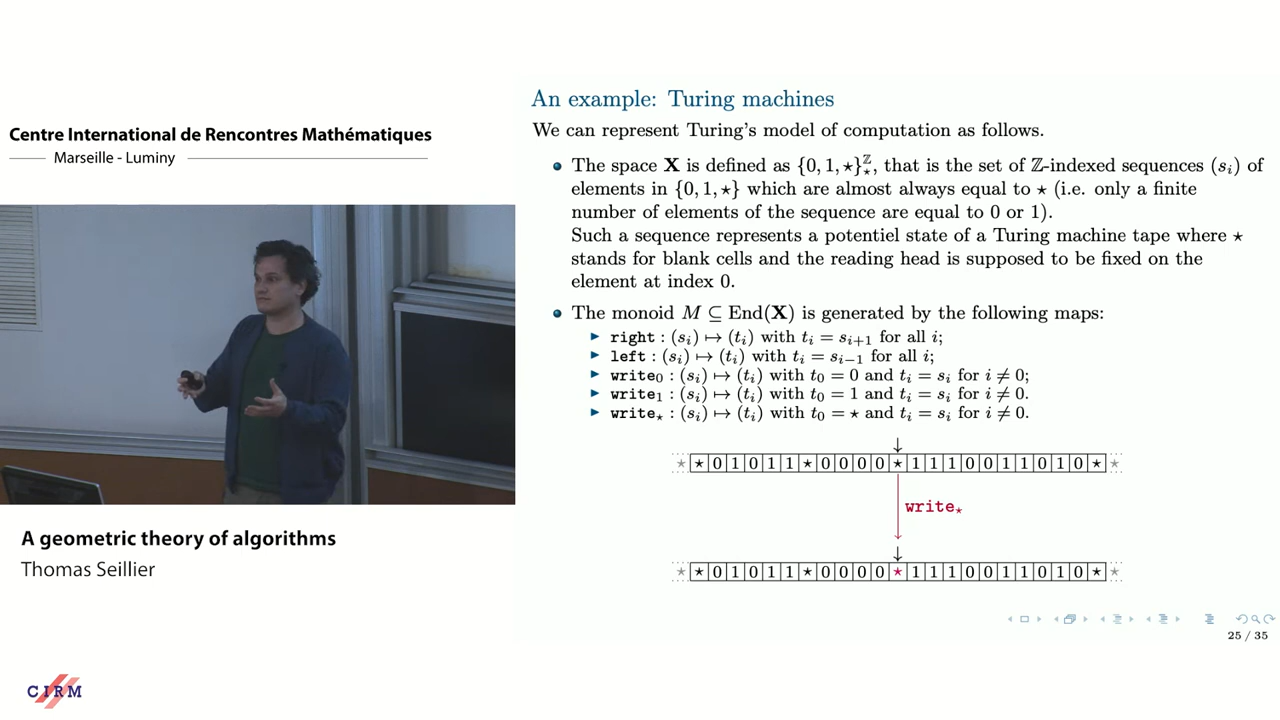 Centre International de Rencontres Mathématiques
Marseille - Luminy
A geometric theory of algorithms
Thomas Seillier
CIRM
An example: Turing machines
We can represent Turing's model of computation as follows.
The space X is defined as {0, 1, ⋆}^ℤ_⋆, that is the set of ℤ-indexed sequences (s_i) of
elements in {0, 1, ⋆} which are almost always equal to ⋆ (i.e. only a finite
number of elements of the sequence are equal to 0 or 1).
Such a sequence represents a potentiel state of a Turing machine tape where ⋆
stands for blank cells and the reading head is supposed to be fixed on the
element at index 0.
The monoid M ⊆ End(X) is generated by the following maps:
right : (s_i) ↦ (t_i) with t_i = s_{i+1} for all i;
left : (s_i) ↦ (t_i) with t_i = s_{i−1} for all i;
write_0 : (s_i) ↦ (t_i) with t_0 = 0 and t_i = s_i for i ≠ 0;
write_1 : (s_i) ↦ (t_i) with t_0 = 1 and t_i = s_i for i ≠ 0.
write_⋆ : (s_i) ↦ (t_i) with t_0 = ⋆ and t_i = s_i for i ≠ 0.
↓
⋆ ⋆ 0 1 0 1 1 ⋆ 0 0 0 0 ⋆ 1 1 1 0 0 1 1 0 1 0 ⋆ ⋆
write_⋆
↓
⋆ ⋆ 0 1 0 1 1 ⋆ 0 0 0 0 ⋆ 1 1 1 0 0 1 1 0 1 0 ⋆ ⋆
25 / 35